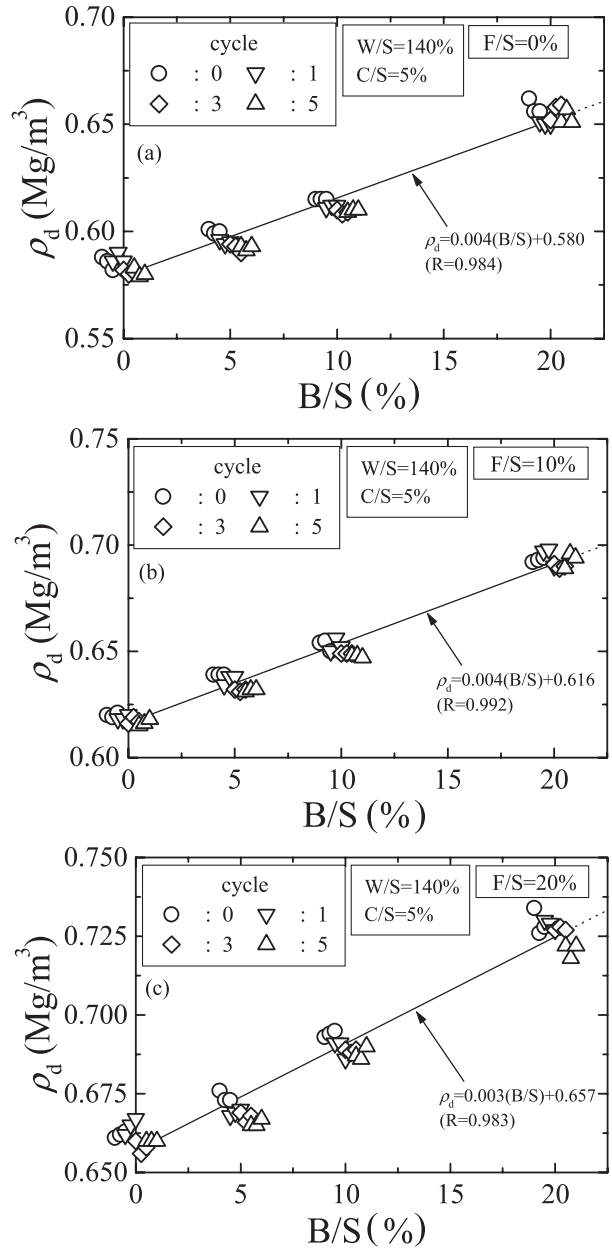 cycle
: 0 : 1
: 3 : 5
W/S=140%
C/S=5%
F/S=0%
(a)
ρd (Mg/m³)
0.70
0.65
0.60
0.55
ρd=0.004(B/S)+0.580
(R=0.984)
0 5 10 15 20
B/S (%)
cycle
: 0 : 1
: 3 : 5
W/S=140%
C/S=5%
F/S=10%
(b)
ρd (Mg/m³)
0.75
0.70
0.65
0.60
ρd=0.004(B/S)+0.616
(R=0.992)
0 5 10 15 20
B/S (%)
cycle
: 0 : 1
: 3 : 5
W/S=140%
C/S=5%
F/S=20%
(c)
ρd (Mg/m³)
0.750
0.725
0.700
0.675
0.650
ρd=0.003(B/S)+0.657
(R=0.983)
0 5 10 15 20
B/S (%)